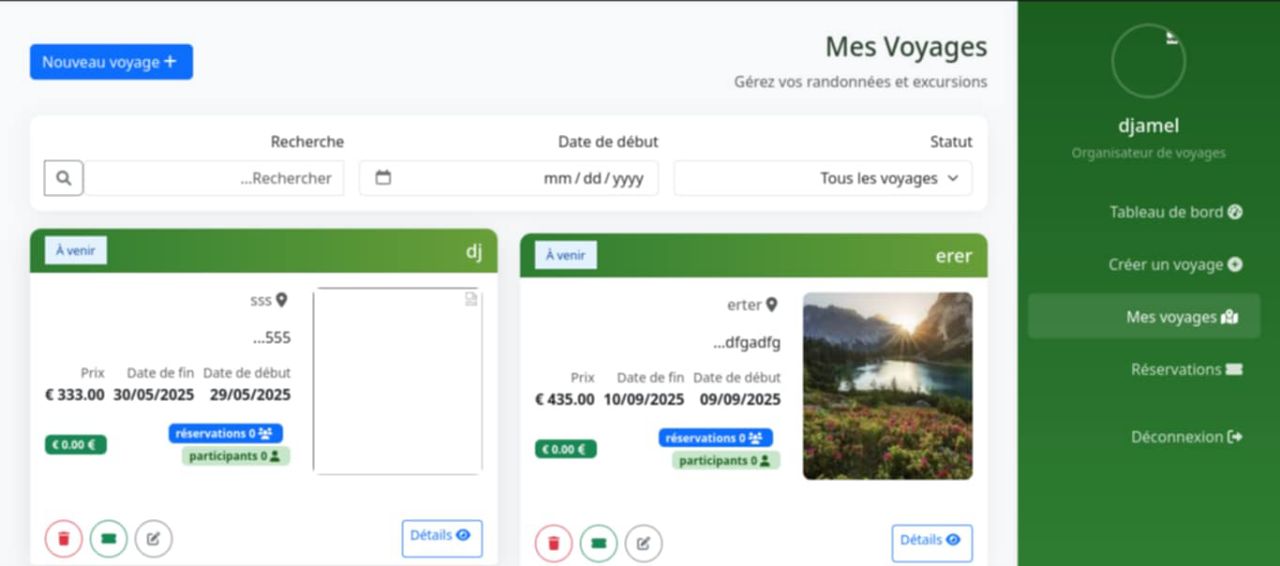 Nouveau voyage +
Mes Voyages
Gérez vos randonnées et excursions
Recherche
...Rechercher
Date de début
mm/dd/yyyy
Statut
Tous les voyages
À venir
dj
sss
...555
Prix Date de fin Date de début
€ 333.00 30/05/2025 29/05/2025
€ 0.00 €
réservations 0
participants 0
Détails
À venir
erer
erter
...dfgadfg
Prix Date de fin Date de début
€ 435.00 10/09/2025 09/09/2025
€ 0.00 €
réservations 0
participants 0
Détails
djamel
Organisateur de voyages
Tableau de bord
Créer un voyage
Mes voyages
Réservations
Déconnexion